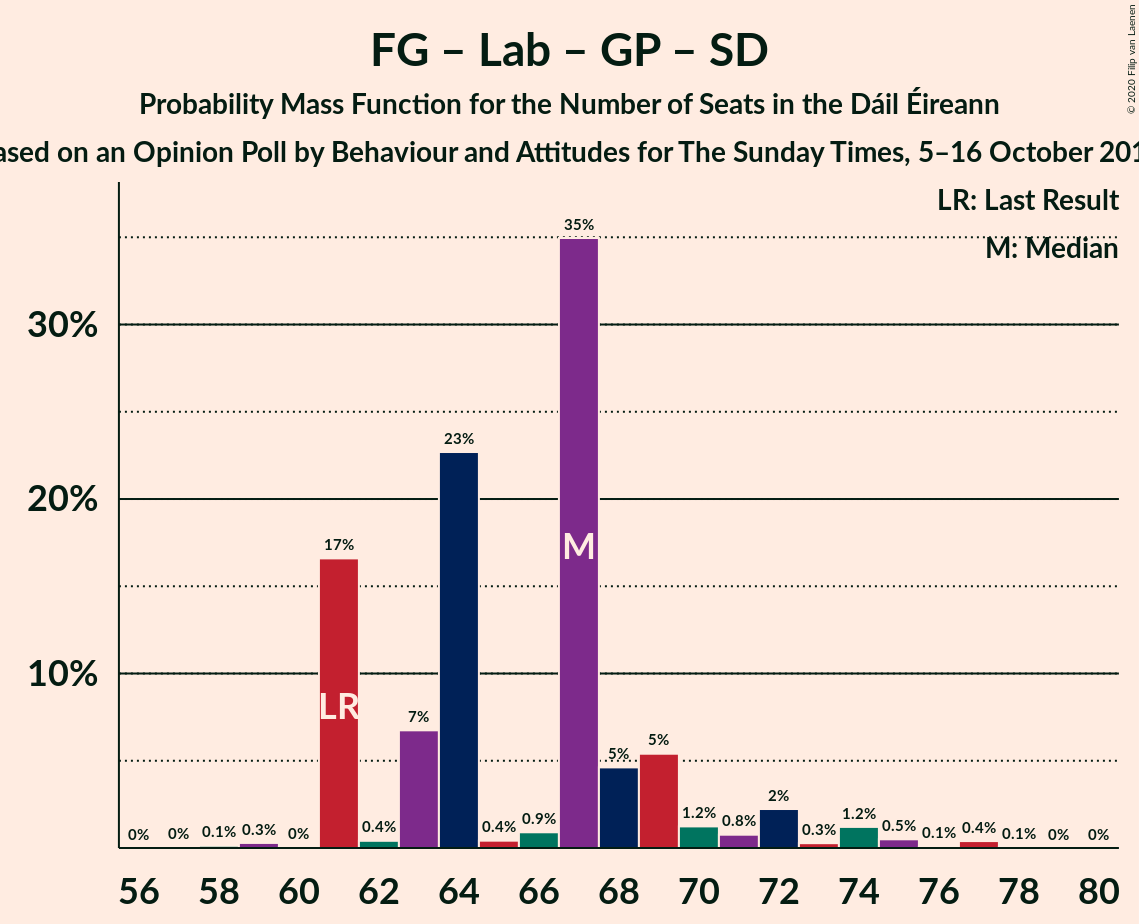 FG – Lab – GP – SD
Probability Mass Function for the Number of Seats in the Dáil Éireann
on an Opinion Poll by Behaviour and Attitudes for The Sunday Times, 5–16 October
© 2020 Filip van Laenen
LR: Last Result
M: Median
30%
20%
10%
0% 0% 0.1% 0.3% 0% 17% 0.4% 7% 23% 0.4% 0.9% 35% 5% 5% 1.2% 0.8% 2% 0.3% 1.2% 0.5% 0.1% 0.4% 0.1% 0% 0%
LR
M
56 58 60 62 64 66 68 70 72 74 76 78 80